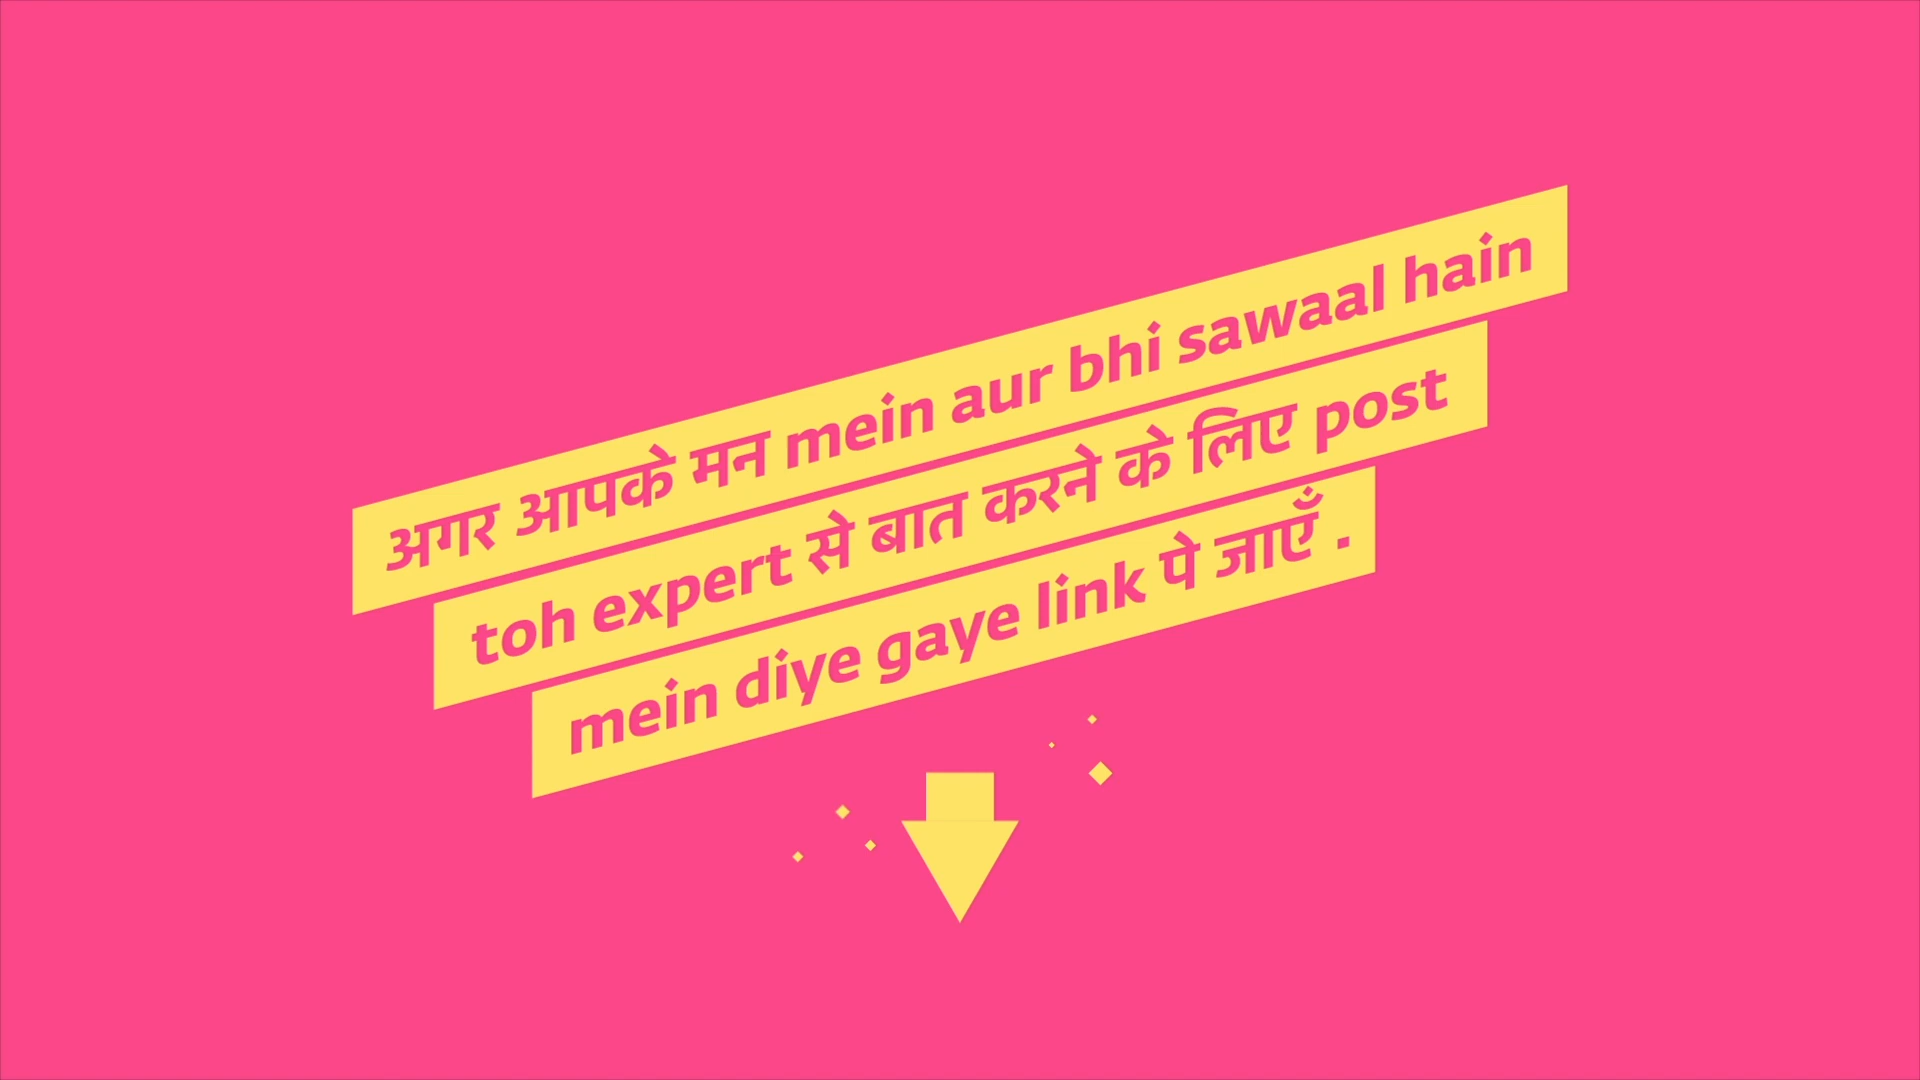 अगर आपके मन mein aur bhi sawaal hain
toh expert से बात करने के लिए post
mein diye gaye link पे जाएँ .